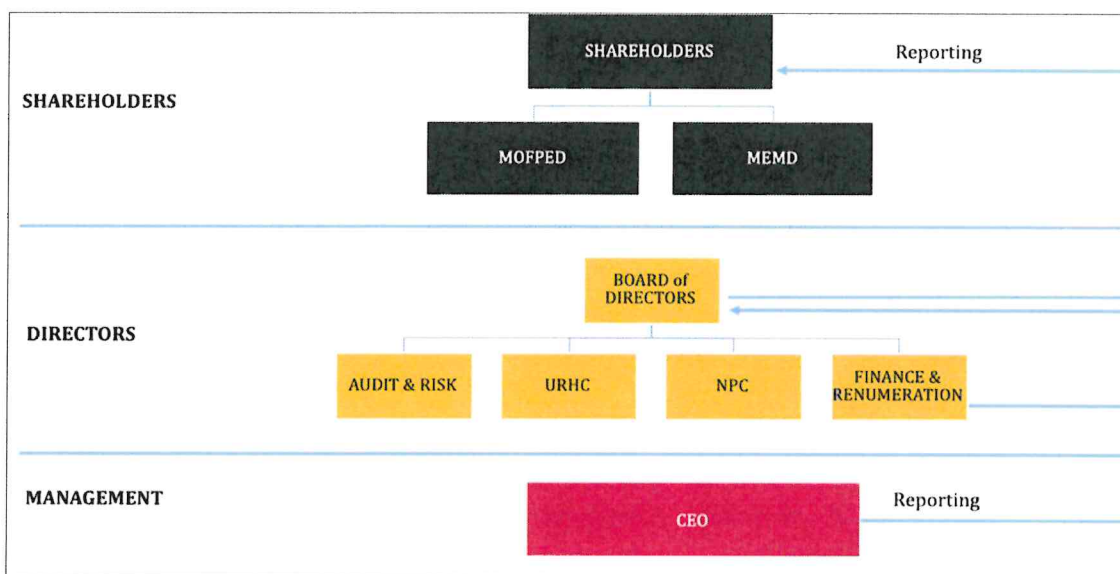 SHAREHOLDERS
Reporting
SHAREHOLDERS
MOFPED
MEMD
BOARD of
DIRECTORS
DIRECTORS
AUDIT & RISK
URHC
NPC
FINANCE &
RENUMERATION
MANAGEMENT
Reporting
CEO